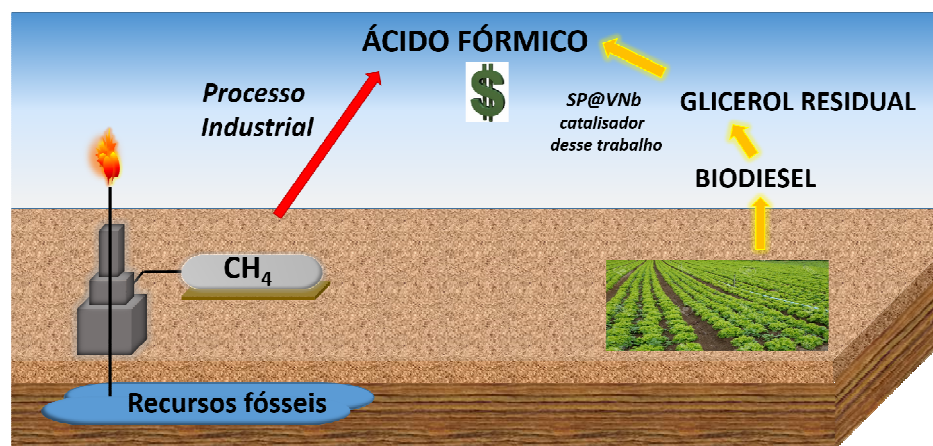 ÁCIDO FÓRMICO
$
Processo
Industrial
SP@VNb
catalisador
desse trabalho
GLICEROL RESIDUAL
BIODIESEL
CH₄
Recursos fósseis